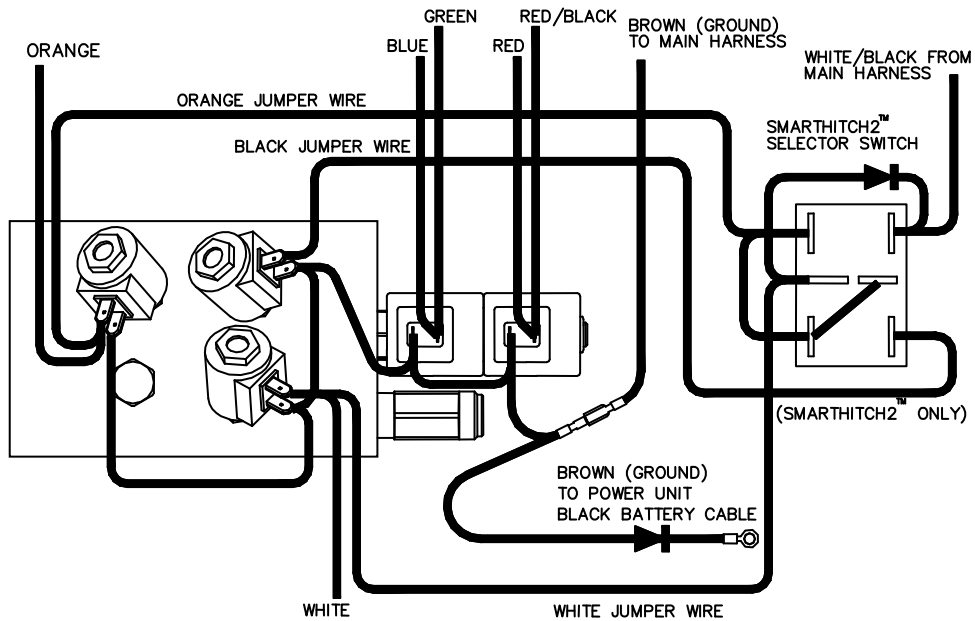 GREEN
RED/BLACK
BLUE
RED
BROWN (GROUND)
TO MAIN HARNESS
ORANGE
WHITE/BLACK FROM
MAIN HARNESS
ORANGE JUMPER WIRE
SMARTHITCH2™
SELECTOR SWITCH
BLACK JUMPER WIRE
(SMARTHITCH2™ ONLY)
BROWN (GROUND)
TO POWER UNIT
BLACK BATTERY CABLE
WHITE
WHITE JUMPER WIRE